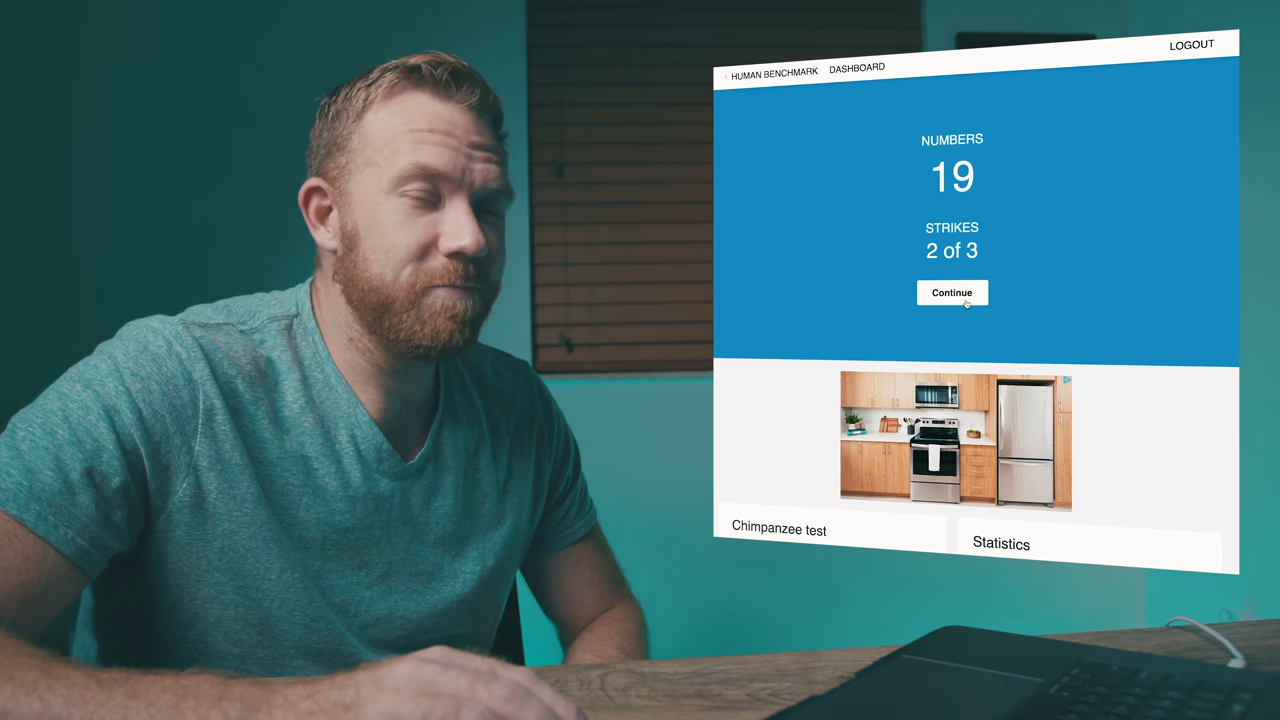 HUMAN BENCHMARK DASHBOARD LOGOUT
NUMBERS
19
STRIKES
2 of 3
Continue
Chimpanzee test
Statistics